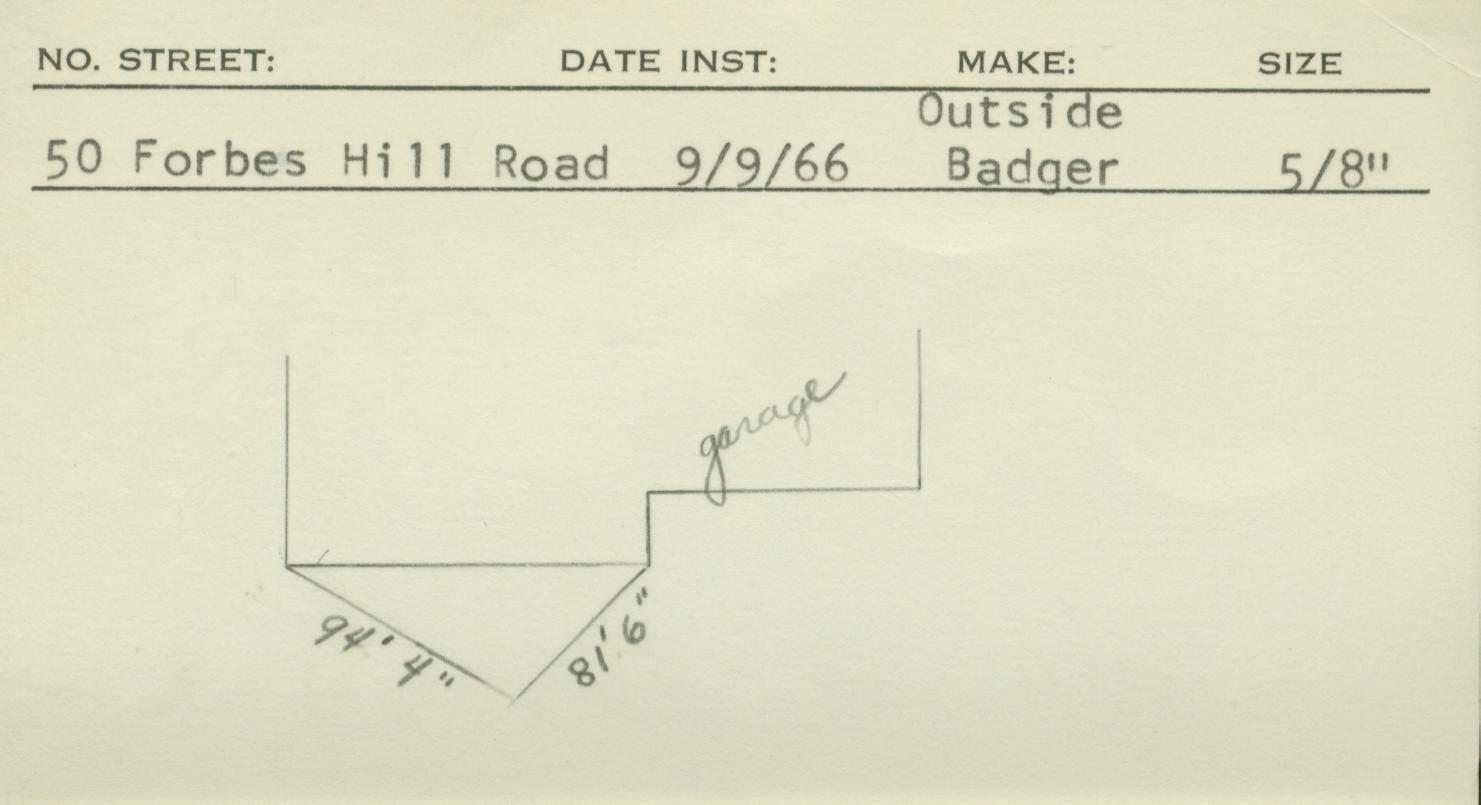 NO. STREET: DATE INST: MAKE: SIZE
Outside
50 Forbes Hill Road 9/9/66 Badger 5/8"
garage
94' 4"
81' 6"